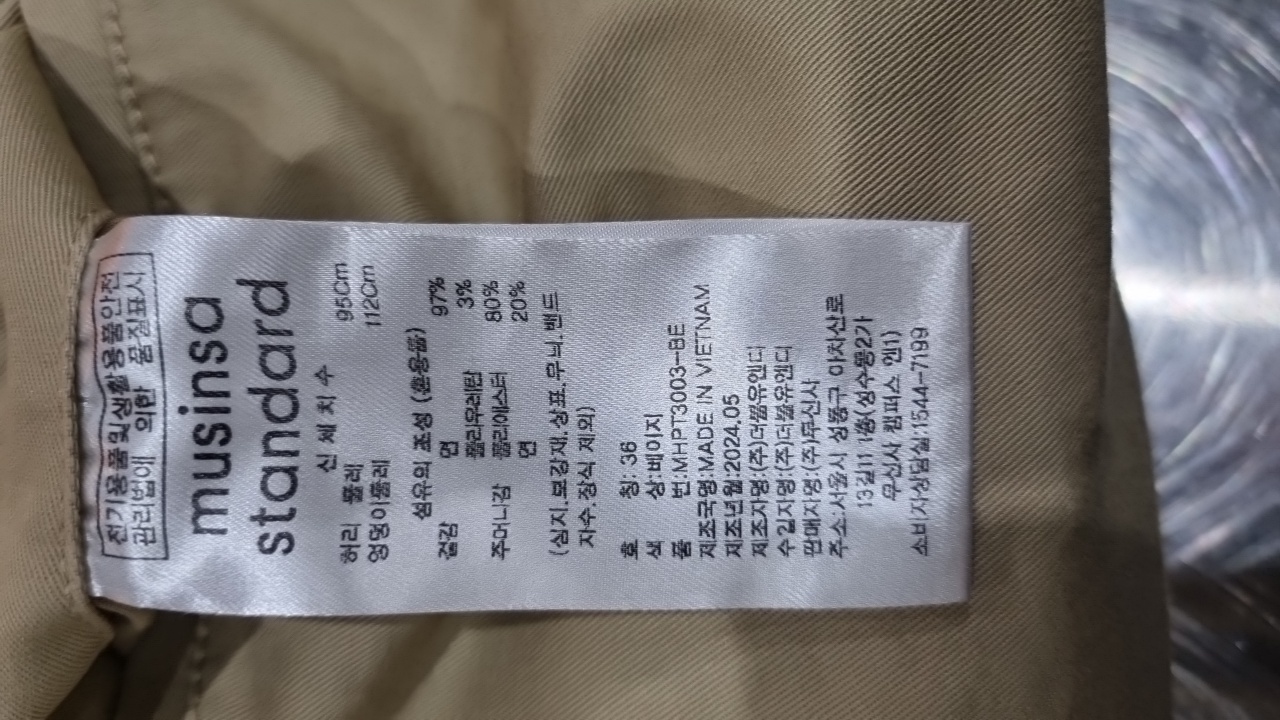 전기용품및생활용품안전
관리법에 의한 품질표시
musinsa
standard
신체치수
허리 둘레 95Cm
엉덩이둘레 112Cm
섬유의 조성 (혼용율)
겉감 면 97%
폴리우레탄 3%
주머니감 폴리에스터 80%
면 20%
(심지.보강재.상표.무늬.밴드
자수.장식 제외)
호 칭:36
색 상:베이지
품 번:MHPT3003-BE
제조국명:MADE IN VIETNAM
제조년월:2024.05
제조자명:(주)더블유엔디
수입자명:(주)더블유엔디
판매자명:(주)무신사
주소:서울시 성동구 아차산로
13길11 1층(성수동2가
무신사 캠퍼스 엔1)
소비자상담실:1544-7199